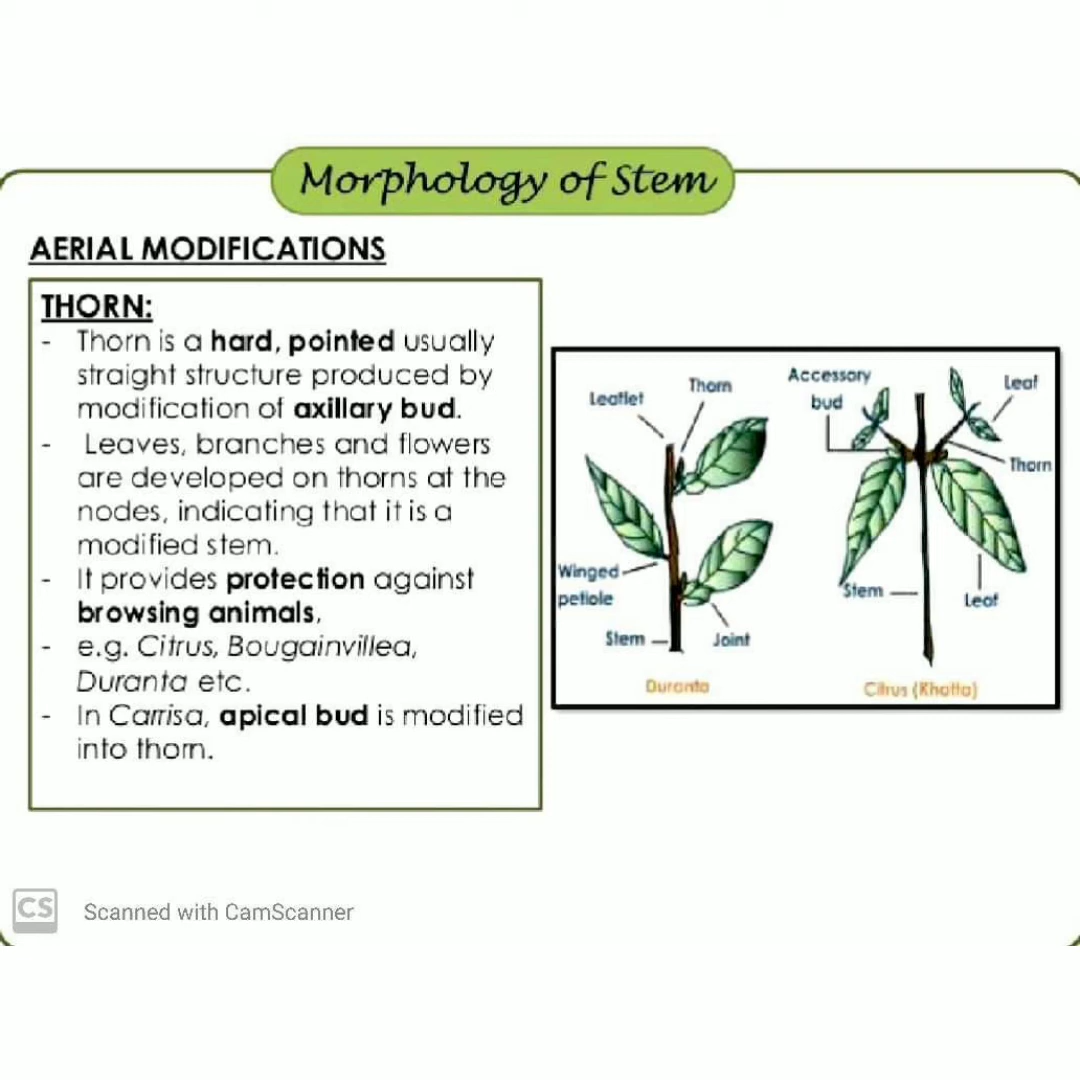 Morphology of Stem
AERIAL MODIFICATIONS
THORN:
- Thorn is a hard, pointed usually
straight structure produced by
modification of axillary bud.
- Leaves, branches and flowers
are developed on thorns at the
nodes, indicating that it is a
modified stem.
- It provides protection against
browsing animals.
- e.g. Citrus, Bougainvillea,
Duranta etc.
- In Carrisa, apical bud is modified
into thorn.
Leaflet
Thorn
Winged
petiole
Stem
Joint
Duranta
Accessory
bud
Leaf
Thorn
Stem
Leaf
Citrus (Khatta)
CS
Scanned with CamScanner